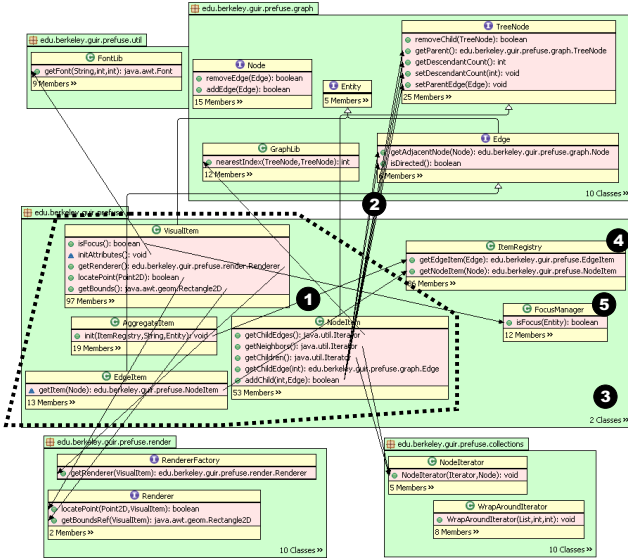 edu.berkeley.guir.prefuse.graph
TreeNode
removeChild(TreeNode): boolean
getParent(): edu.berkeley.guir.prefuse.graph.TreeNode
getDescendantCount(): int
setDescendantCount(int): void
setParentEdge(Edge): void
25 Members >>
edu.berkeley.guir.prefuse.util
FontLib
getFont(String,int,int): java.awt.Font
9 Members >>
Node
removeEdge(Edge): boolean
addEdge(Edge): boolean
15 Members >>
Entity
5 Members >>
Edge
getAdjacentNode(Node): edu.berkeley.guir.prefuse.graph.Node
isDirected(): boolean
Members >>
GraphLib
nearestIndex(TreeNode,TreeNode): int
12 Members >>
10 Classes >>
2
edu.berkeley.guir.prefuse
VisualItem
isFocus(): boolean
initAttributes(): void
getRenderer(): edu.berkeley.guir.prefuse.render.Renderer
locatePoint(Point2D): boolean
getBounds(): java.awt.geom.Rectangle2D
97 Members >>
4
ItemRegistry
getEdgeItem(Edge): edu.berkeley.guir.prefuse.EdgeItem
getNodeItem(Node): edu.berkeley.guir.prefuse.NodeItem
36 Members >>
1
5
FocusManager
isFocus(Entity): boolean
12 Members >>
AggregateItem
init(ItemRegistry,String,Entity): void
19 Members >>
NodeItem
getChildEdges(): java.util.Iterator
getNeighbors(): java.util.Iterator
getChildren(): java.util.Iterator
getChildEdge(int): edu.berkeley.guir.prefuse.graph.Edge
addChild(int,Edge): boolean
53 Members >>
EdgeItem
getItem(Node): edu.berkeley.guir.prefuse.NodeItem
13 Members >>
3
2 Classes >>
edu.berkeley.guir.prefuse.render
RendererFactory
getRenderer(VisualItem): edu.berkeley.guir.prefuse.render.Renderer
Renderer
locatePoint(Point2D,VisualItem): boolean
getBoundsRef(VisualItem): java.awt.geom.Rectangle2D
2 Members >>
10 Classes >>
edu.berkeley.guir.prefuse.collections
NodeIterator
NodeIterator(Iterator,Node): void
5 Members >>
WrapAroundIterator
WrapAroundIterator(List,int,int): void
8 Members >>
10 Classes >>